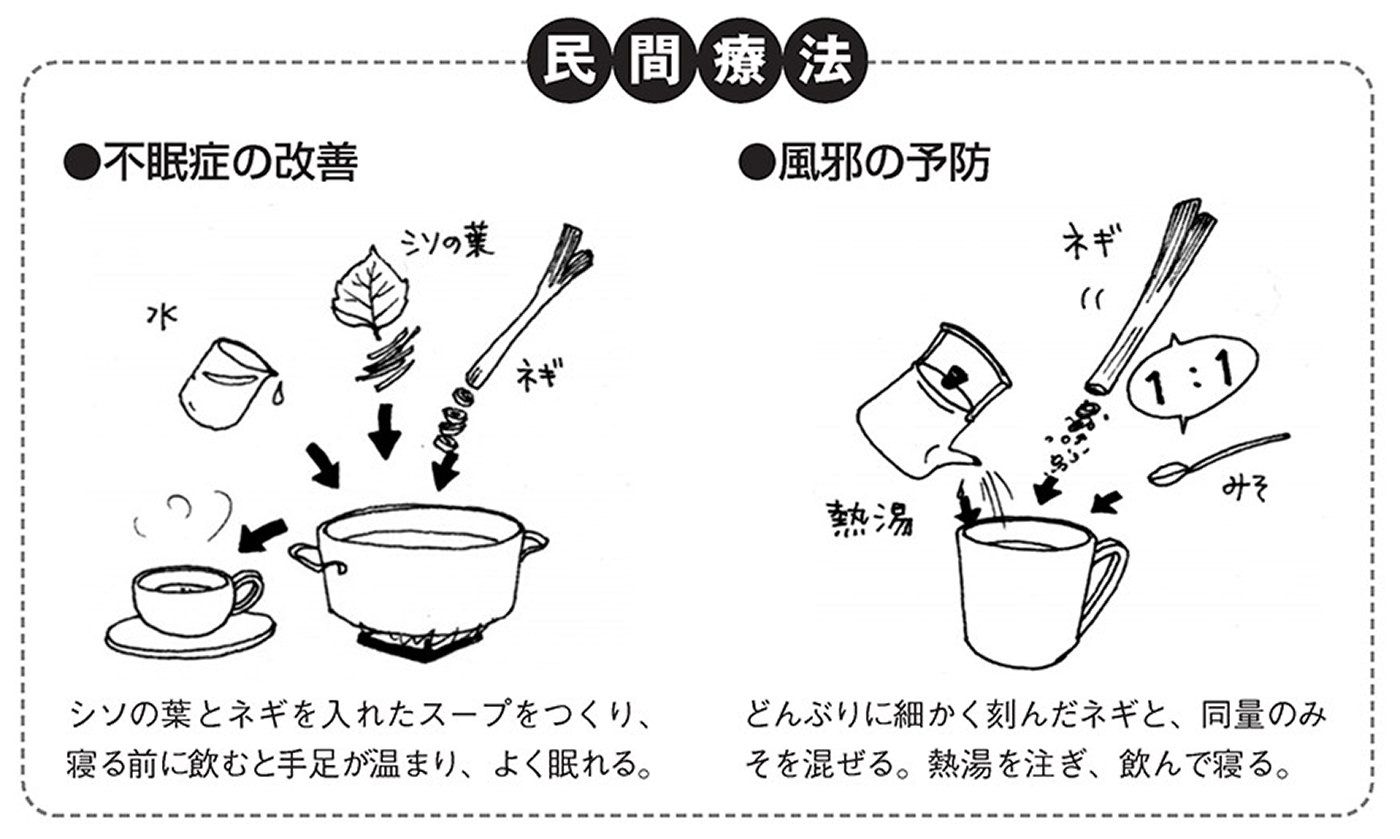 民間療法
●不眠症の改善
シソの葉
水
ネギ
シソの葉とネギを入れたスープをつくり、
寝る前に飲むと手足が温まり、よく眠れる。
●風邪の予防
ネギ
1:1
熱湯
みそ
どんぶりに細かく刻んだネギと、同量のみ
そを混ぜる。熱湯を注ぎ、飲んで寝る。